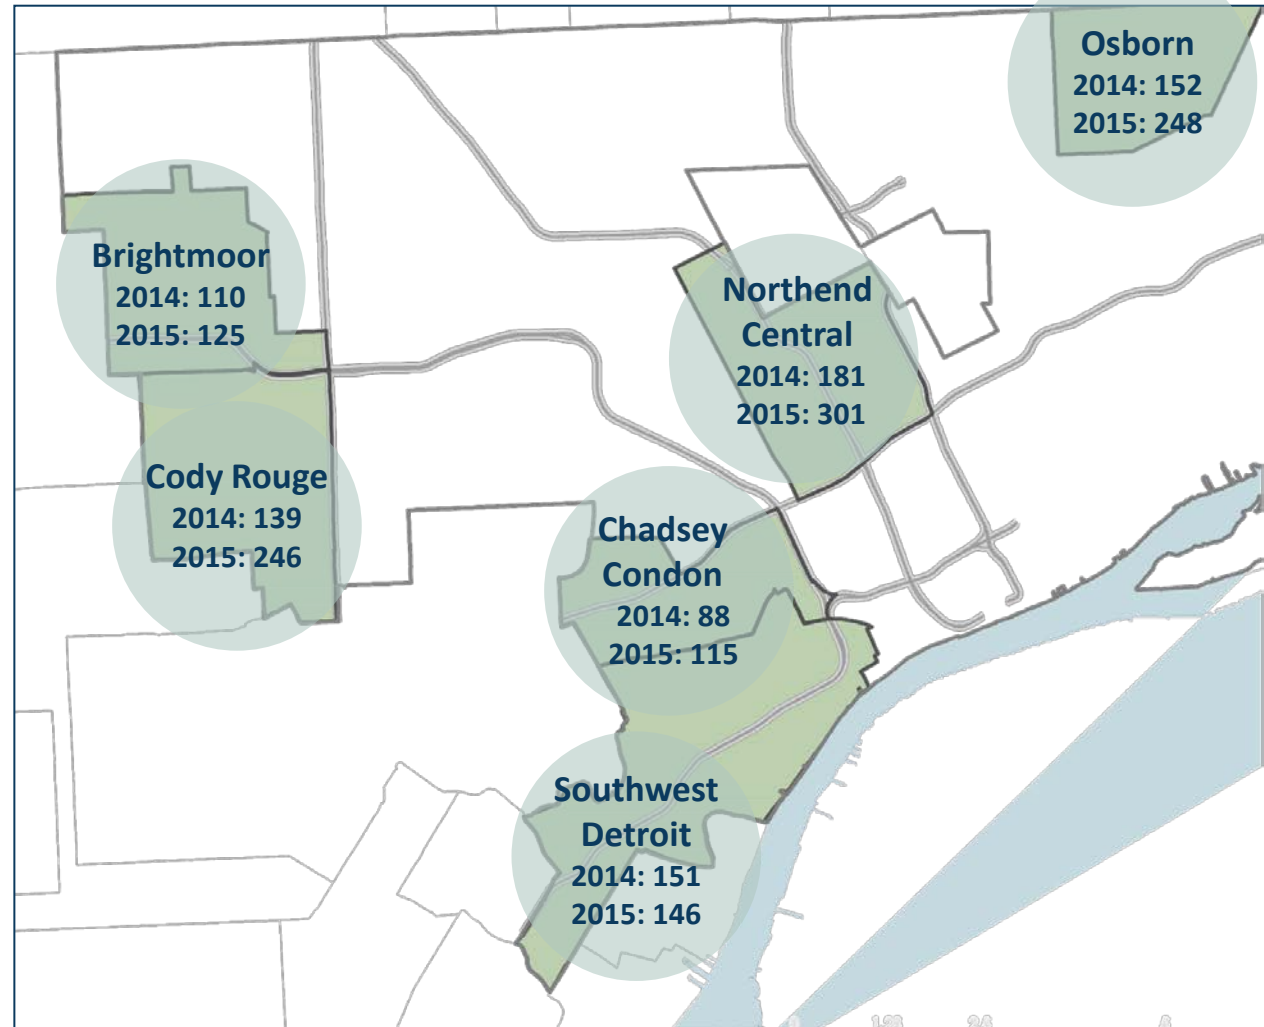 Osborn
2014: 152
2015: 248
Brightmoor
2014: 110
2015: 125
Northend
Central
2014: 181
2015: 301
Cody Rouge
2014: 139
2015: 246
Chadsey
Condon
2014: 88
2015: 115
Southwest
Detroit
2014: 151
2015: 146